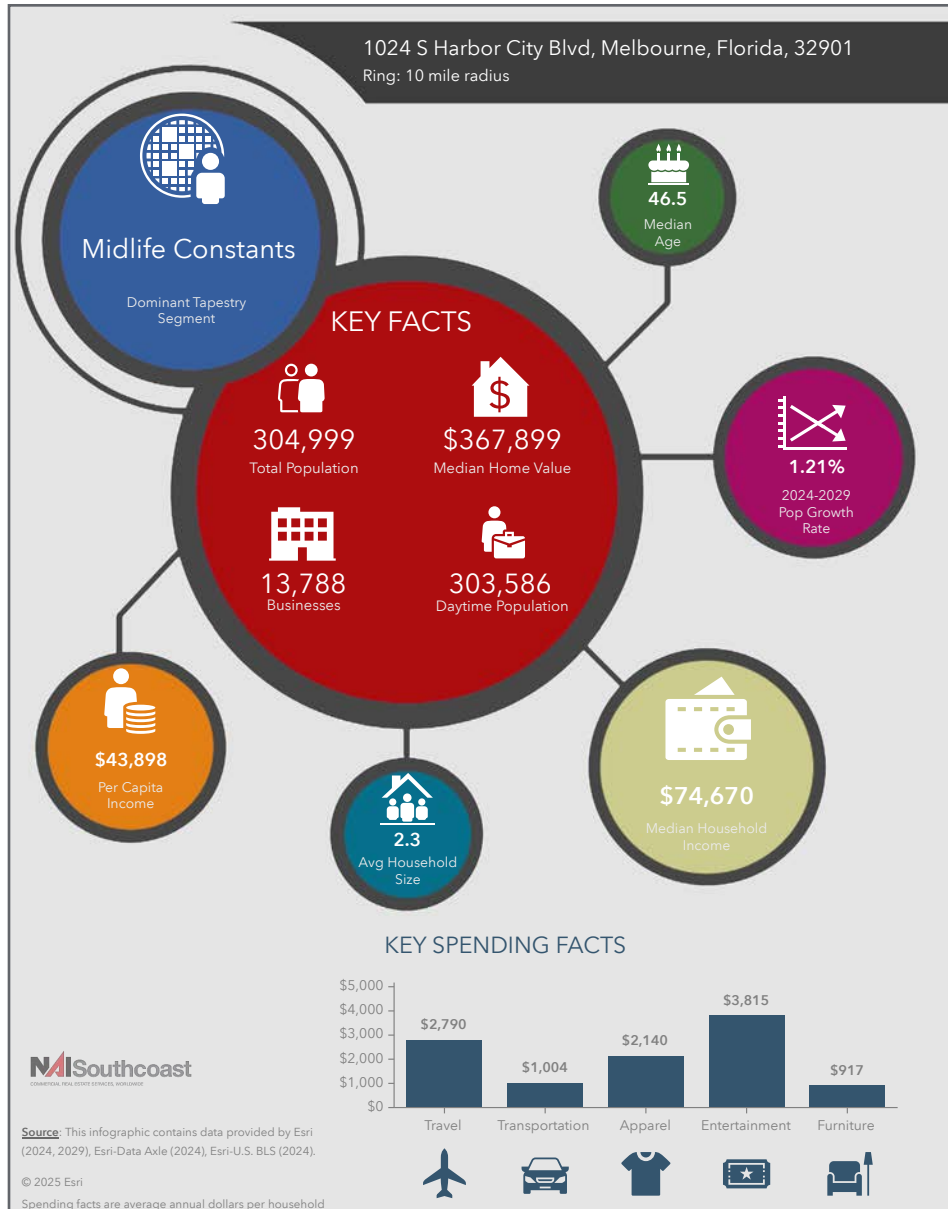 1024 S Harbor City Blvd, Melbourne, Florida, 32901
Ring: 10 mile radius
Midlife Constants
Dominant Tapestry
Segment
46.5
Median
Age
KEY FACTS
304,999
Total Population
$367,899
Median Home Value
13,788
Businesses
303,586
Daytime Population
1.21%
2024-2029
Pop Growth
Rate
$43,898
Per Capita
Income
2.3
Avg Household
Size
$74,670
Median Household
Income
KEY SPENDING FACTS
$5,000
$4,000
$3,000
$2,000
$1,000
$0
$2,790
$1,004
$2,140
$3,815
$917
Travel
Transportation
Apparel
Entertainment
Furniture
NAISouthcoast
COMMERCIAL REAL ESTATE SERVICES, WORLDWIDE
Source: This infographic contains data provided by Esri
(2024, 2029), Esri-Data Axle (2024), Esri-U.S. BLS (2024).
© 2025 Esri
Spending facts are average annual dollars per household